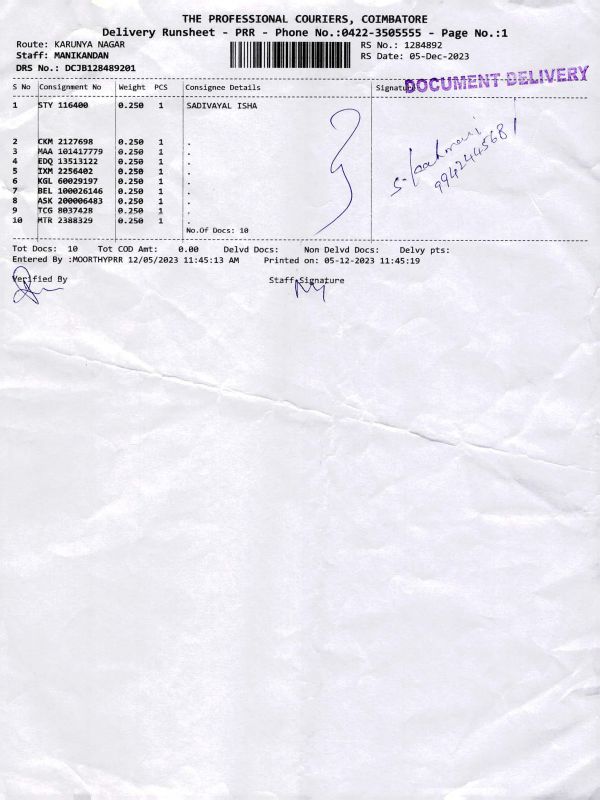 THE PROFESSIONAL COURIERS, COIMBATORE
Delivery Runsheet - PRR - Phone No.:0422-3505555 - Page No.:1
Route: KARUNYA NAGAR RS No.: 1284892
Staff: MANIKANDAN RS Date: 05-Dec-2023
DRS No.: DCJB128489201
DOCUMENT DELIVERY
S No Consignment No Weight PCS Consignee Details Signature
1 STY 116400 0.250 1 SADIVAYAL ISHA
2 CKM 2127698 0.250 1 .
3 MAA 101417779 0.250 1 .
4 EDQ 13513122 0.250 1 .
5 IXM 2256402 0.250 1 .
6 KGL 60029197 0.250 1 .
7 BEL 100026146 0.250 1 .
8 ASK 200006483 0.250 1 .
9 TCG 8037428 0.250 1 .
10 MTR 2388329 0.250 1 .
9942445681
No.Of Docs: 10
Tot Docs: 10 Tot COD Amt: 0.00 Delvd Docs: Non Delvd Docs: Delvy pts:
Entered By :MOORTHYPRR 12/05/2023 11:45:13 AM Printed on: 05-12-2023 11:45:19
Verified By Staff Signature